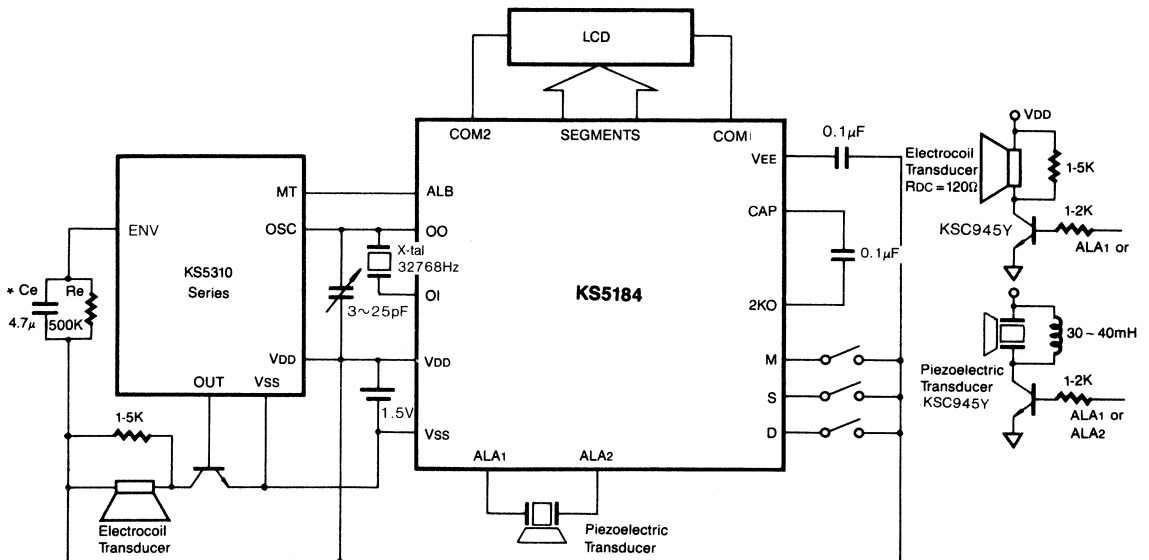 LCD
COM2
SEGMENTS
COM1
VEE
0.1μF
CAP
0.1μF
2KO
M
S
D
KS5184
ALB
OO
OI
VDD
VSS
ALA1
ALA2
Piezoelectric
Transducer
MT
OSC
ENV
KS5310
Series
VDD
OUT
VSS
X-tal
32768Hz
3~25pF
1.5V
* Ce
4.7μ
Re
500K
1-5K
Electrocoil
Transducer
VDD
Electrocoil
Transducer
RDC = 120Ω
1-5K
1-2K
KSC945Y
ALA1 or
30 ~ 40mH
Piezoelectric
Transducer
KSC945Y
1-2K
ALA1 or
ALA2